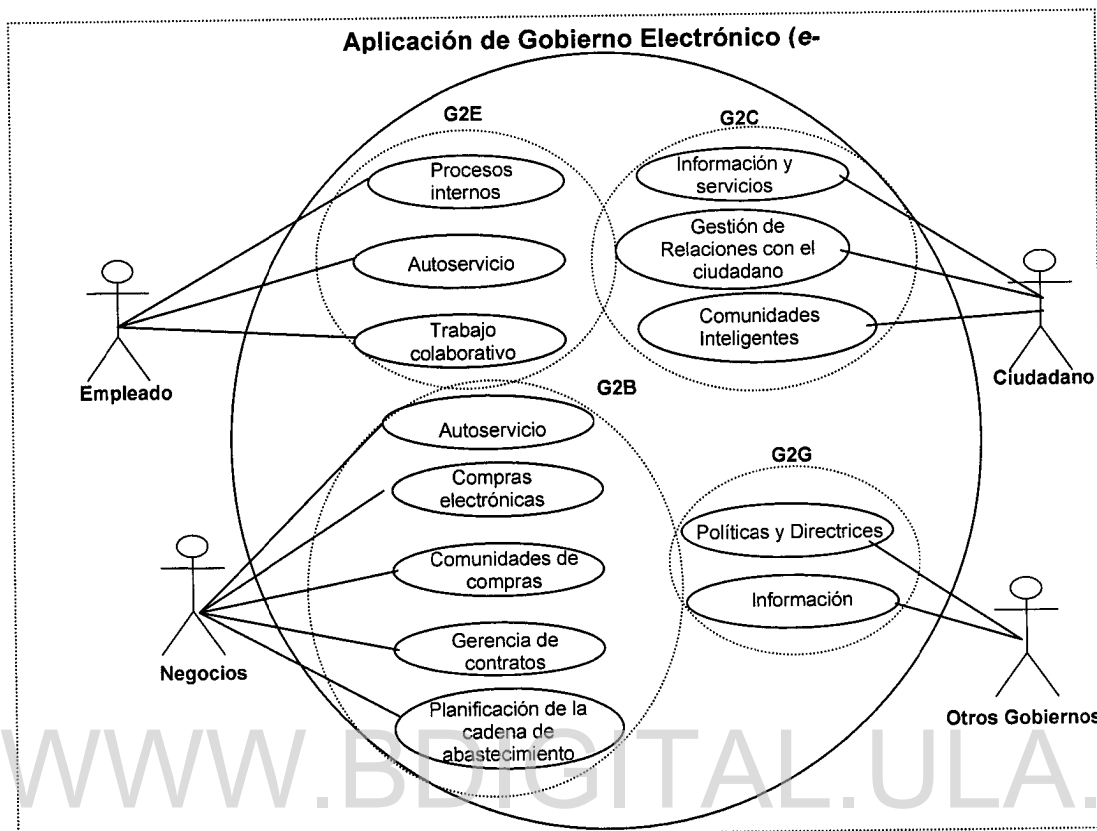 Aplicación de Gobierno Electrónico (e-
G2E
G2C
Procesos
internos
Autoservicio
Trabajo
colaborativo
Información y
servicios
Gestión de
Relaciones con el
ciudadano
Comunidades
Inteligentes
Empleado
Ciudadano
G2B
Autoservicio
Compras
electrónicas
Comunidades de
compras
Gerencia de
contratos
Planificación de la
cadena de
abastecimiento
G2G
Políticas y Directrices
Información
Negocios
Otros Gobiernos
WWW.BDIGITAL.ULA.